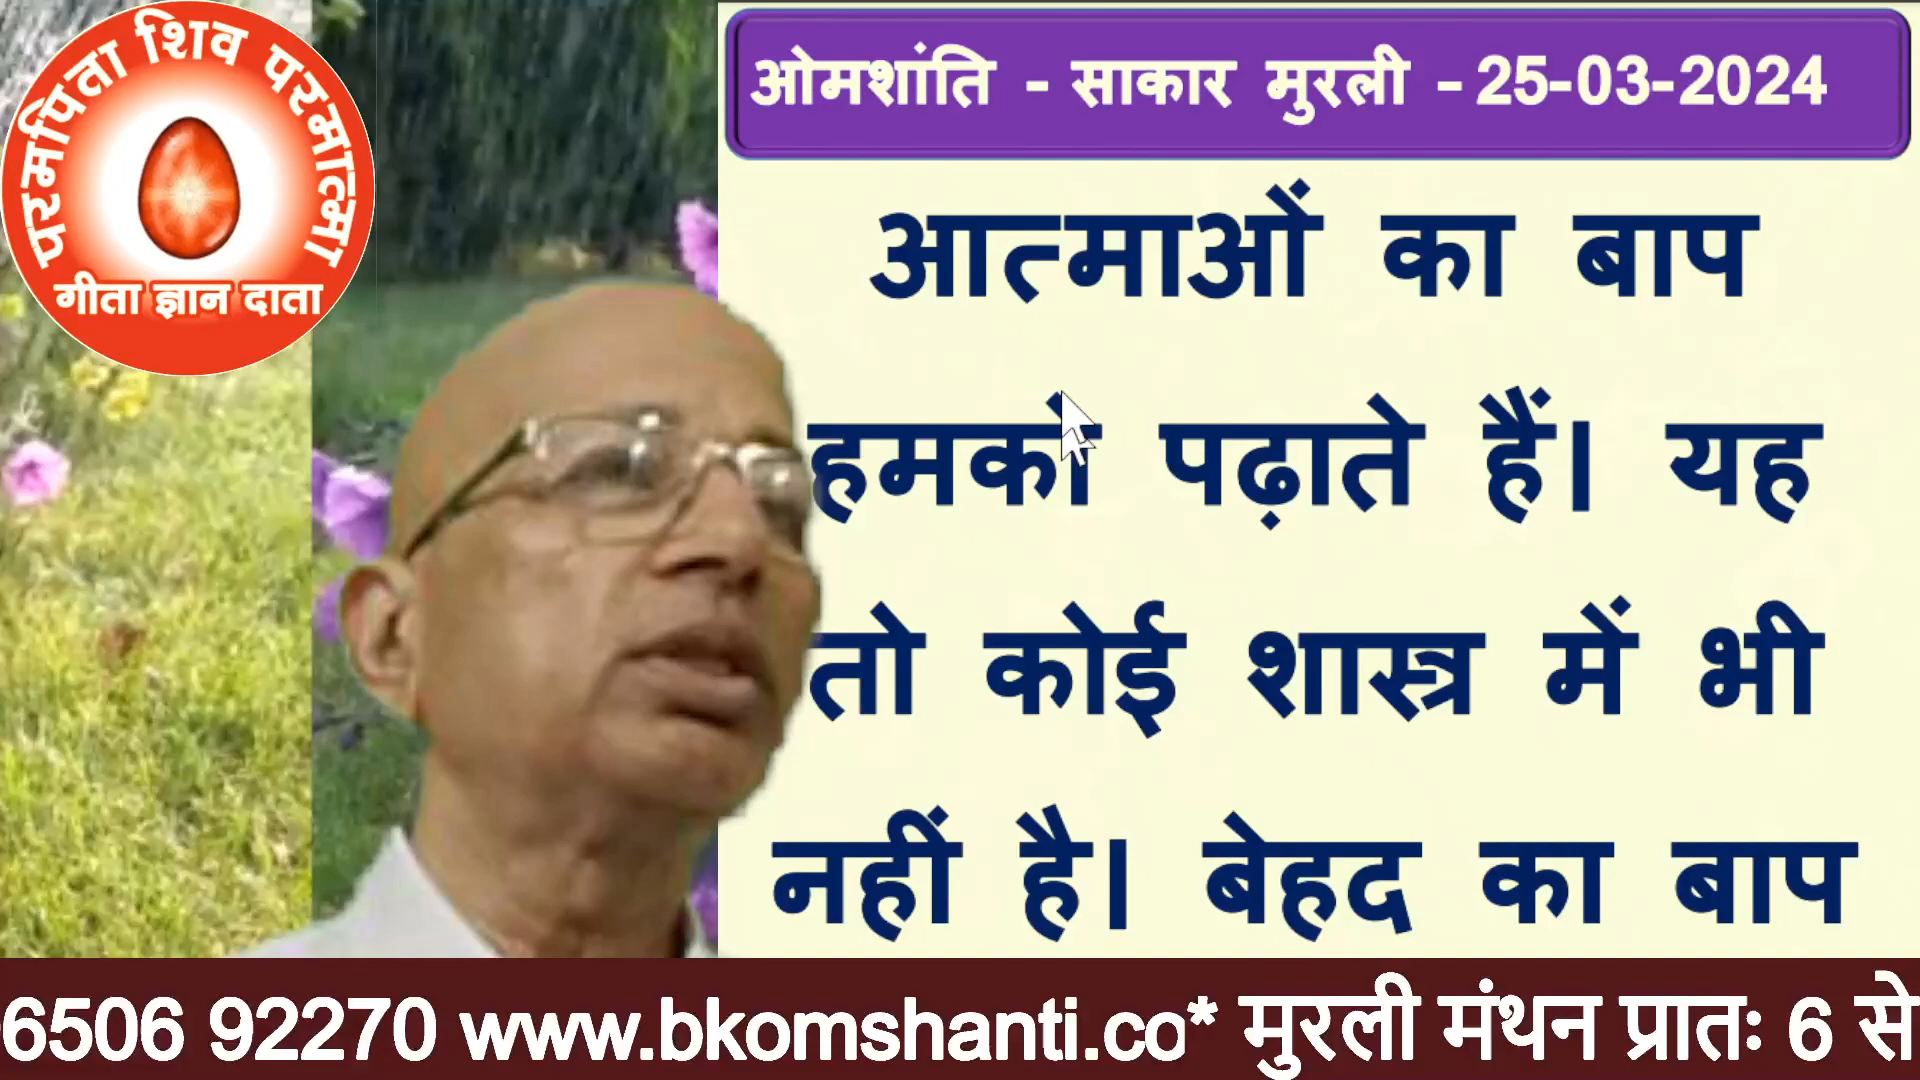 परमपिता शिव परमात्मा
गीता ज्ञान दाता
ओमशांति - साकार मुरली - 25-03-2024
आत्माओं का बाप
हमको पढ़ाते हैं। यह
तो कोई शास्त्र में भी
नहीं है। बेहद का बाप
6506 92270 www.bkomshanti.co* मुरली मंथन प्रातः 6 से